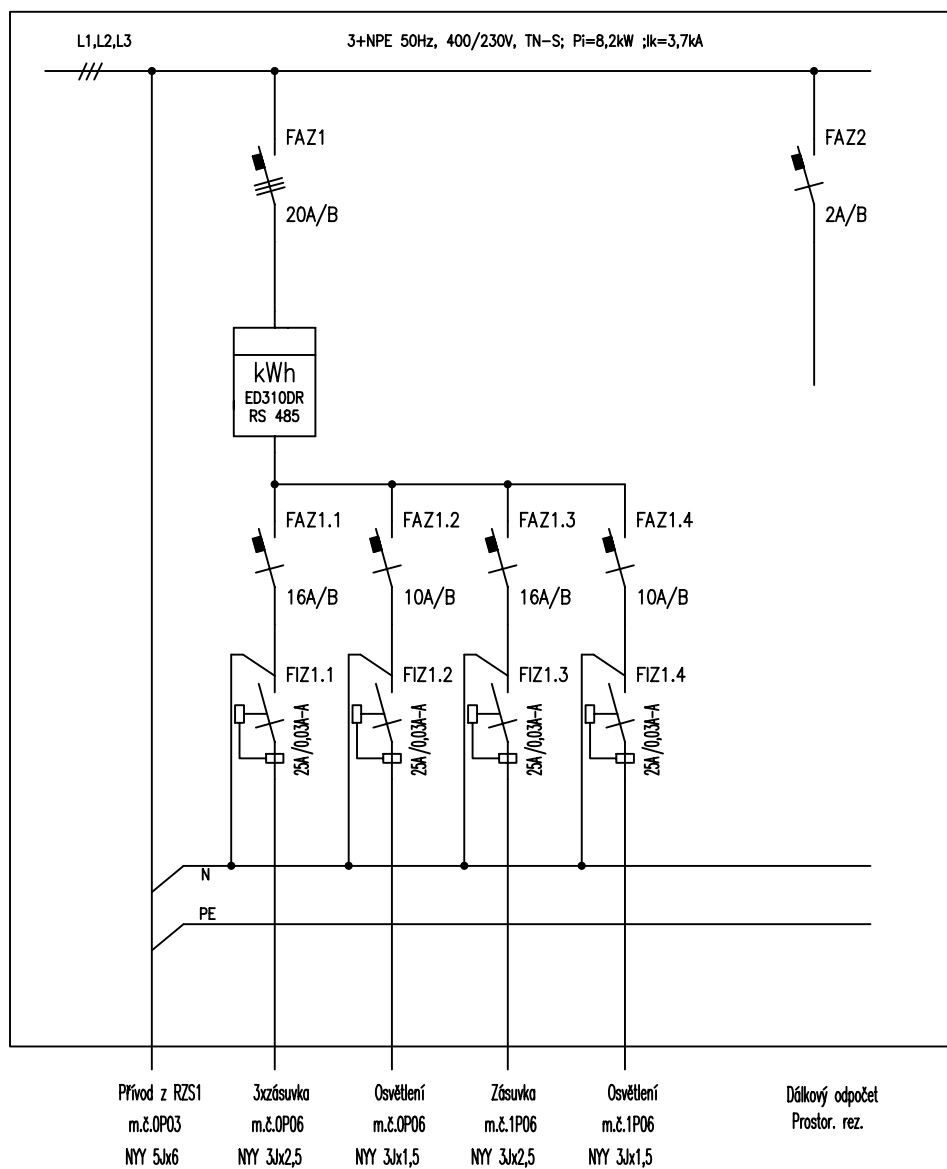 L1,L2,L3
3+NPE 50Hz, 400/230V, TN-S; Pi=8,2kW ;Ik=3,7kA
FAZ1
FAZ2
20A/B
2A/B
kWh
ED310DR
RS 485
FAZ1.1
FAZ1.2
FAZ1.3
FAZ1.4
16A/B
10A/B
16A/B
10A/B
FIZ1.1
FIZ1.2
FIZ1.3
FIZ1.4
25A/0,03A-A
25A/0,03A-A
25A/0,03A-A
25A/0,03A-A
N
PE
Přívod z RZS1
m.č.0P03
NYY 5Jx6
3xzásuvka
m.č.0P06
NYY 3Jx2,5
Osvětlení
m.č.0P06
NYY 3Jx1,5
Zásuvka
m.č.1P06
NYY 3Jx2,5
Osvětlení
m.č.1P06
NYY 3Jx1,5
Dálkový odpočet
Prostor. rez.